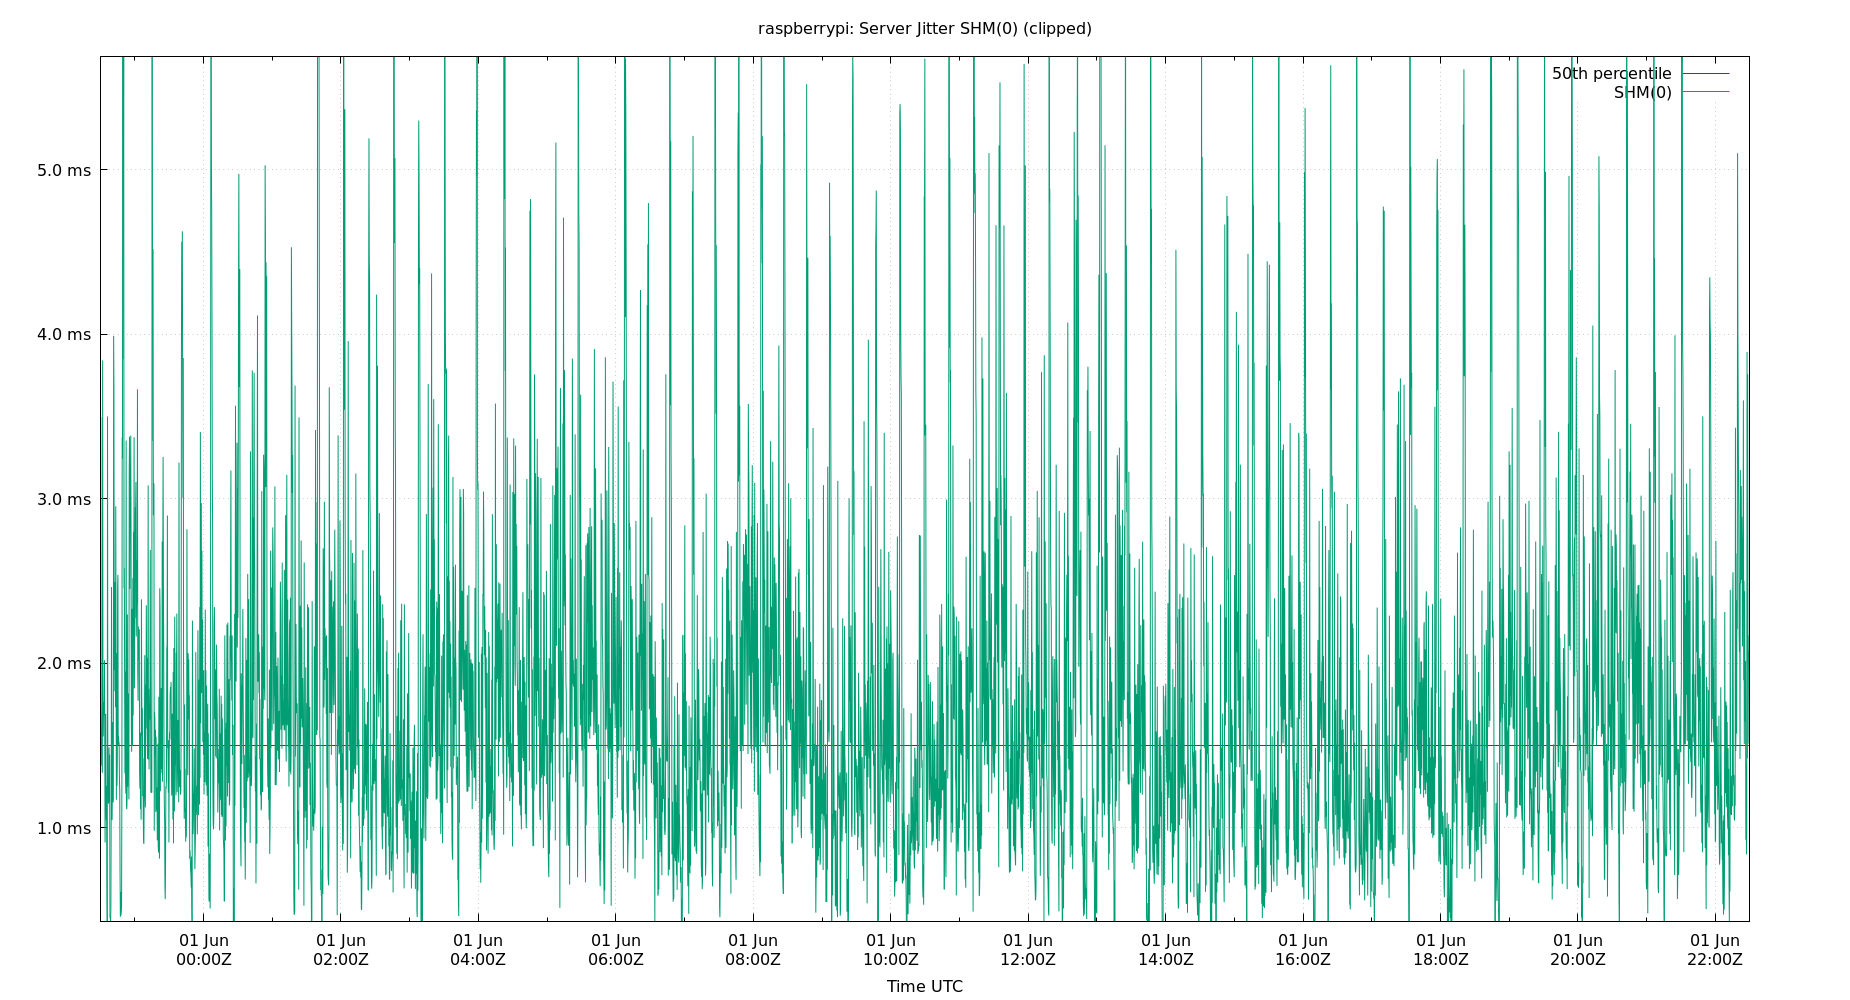 raspberrypi: Server Jitter SHM(0) (clipped)
50th percentile
SHM(0)
5.0 ms
4.0 ms
3.0 ms
2.0 ms
1.0 ms
01 Jun 01 Jun 01 Jun 01 Jun 01 Jun 01 Jun 01 Jun 01 Jun 01 Jun 01 Jun 01 Jun 01 Jun
00:00Z 02:00Z 04:00Z 06:00Z 08:00Z 10:00Z 12:00Z 14:00Z 16:00Z 18:00Z 20:00Z 22:00Z
Time UTC